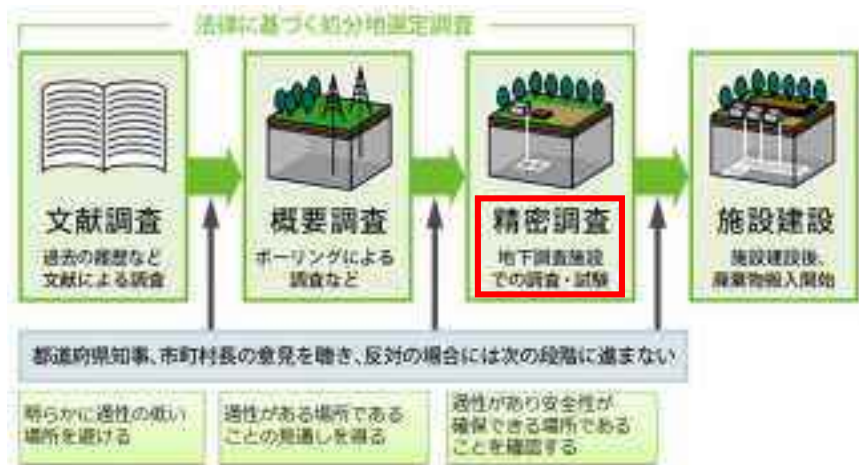 法律に基づく処分地選定調査
文献調査
過去の履歴など
文献による調査
概要調査
ボーリングによる
調査など
精密調査
地下調査施設
での調査・試験
施設建設
施設建設後、
廃棄物搬入開始
都道府県知事、市町村長の意見を聴き、反対の場合には次の段階に進まない
明らかに適性の低い
場所を避ける
適性がある場所である
ことの見通しを得る
適性があり安全性が
確保できる場所である
ことを確認する